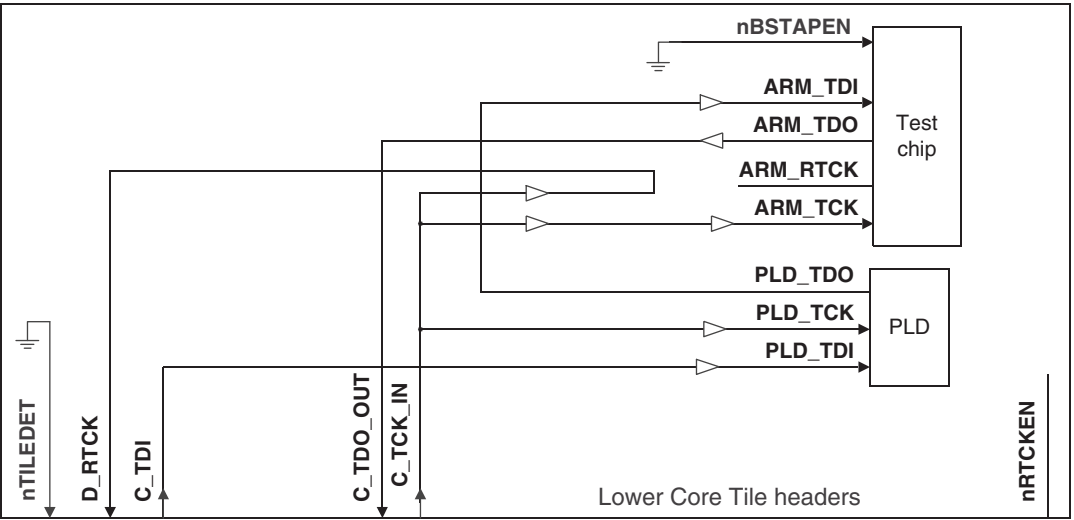 nBSTAPEN
ARM_TDI
ARM_TDO
ARM_RTCK
ARM_TCK
Test
chip
PLD_TDO
PLD_TCK
PLD_TDI
PLD
nTILEDET
D_RTCK
C_TDI
C_TDO_OUT
C_TCK_IN
nRTCKEN
Lower Core Tile headers